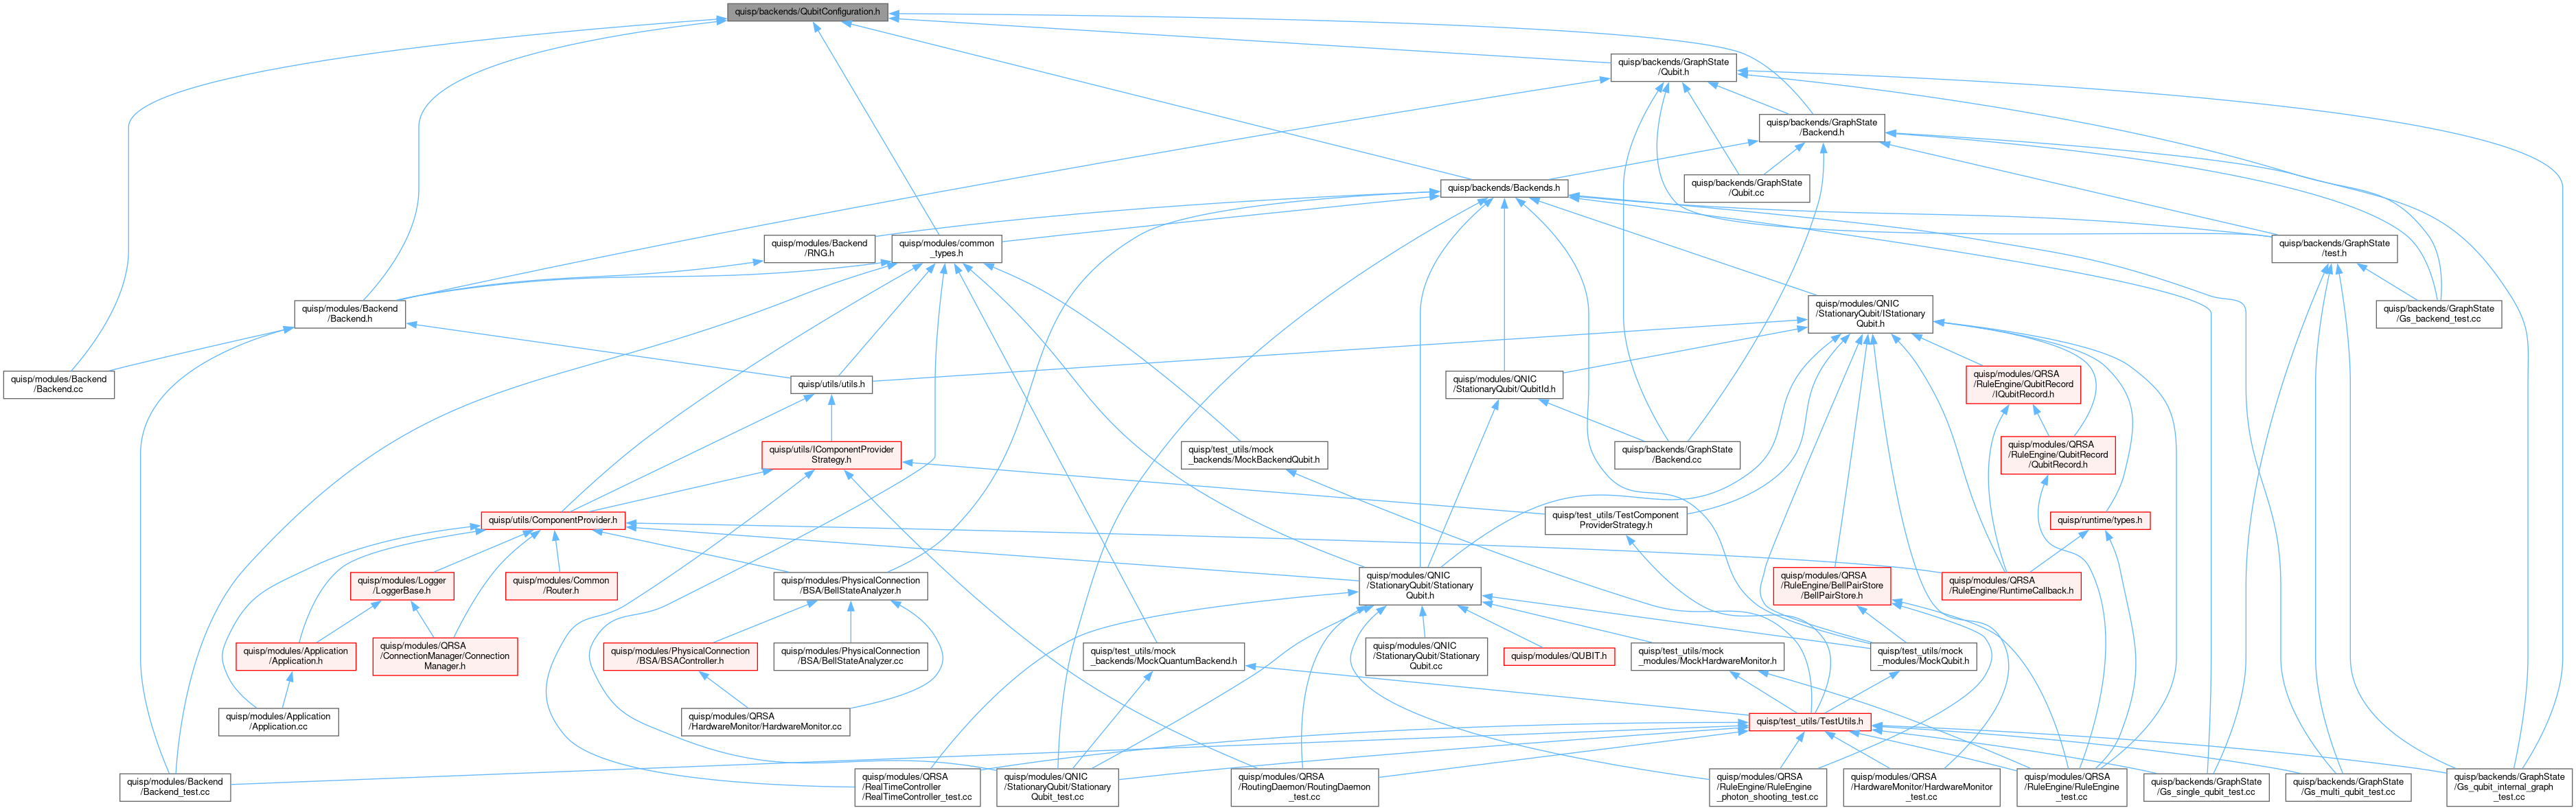 quisp/backends/QubitConfiguration.h
quisp/backends/GraphState
/Qubit.h
quisp/backends/GraphState
/Backend.h
quisp/backends/Backends.h
quisp/backends/GraphState
/Qubit.cc
quisp/modules/Backend
/RNG.h
quisp/modules/common
_types.h
quisp/backends/GraphState
/test.h
quisp/modules/Backend
/Backend.h
quisp/modules/QNIC
/StationaryQubit/IStationary
Qubit.h
quisp/backends/GraphState
/Gs_backend_test.cc
quisp/modules/Backend
/Backend.cc
quisp/utils/utils.h
quisp/modules/QNIC
/StationaryQubit/QubitId.h
quisp/modules/QRSA
/RuleEngine/QubitRecord
/IQubitRecord.h
quisp/utils/IComponentProvider
Strategy.h
quisp/test_utils/mock
_backends/MockBackendQubit.h
quisp/backends/GraphState
/Backend.cc
quisp/modules/QRSA
/RuleEngine/QubitRecord
/QubitRecord.h
quisp/utils/ComponentProvider.h
quisp/test_utils/TestComponent
ProviderStrategy.h
quisp/runtime/types.h
quisp/modules/Logger
/LoggerBase.h
quisp/modules/Common
/Router.h
quisp/modules/PhysicalConnection
/BSA/BellStateAnalyzer.h
quisp/modules/QNIC
/StationaryQubit/Stationary
Qubit.h
quisp/modules/QRSA
/RuleEngine/BellPairStore
/BellPairStore.h
quisp/modules/QRSA
/RuleEngine/RuntimeCallback.h
quisp/modules/Application
/Application.h
quisp/modules/QRSA
/ConnectionManager/Connection
Manager.h
quisp/modules/PhysicalConnection
/BSA/BSAController.h
quisp/modules/PhysicalConnection
/BSA/BellStateAnalyzer.cc
quisp/test_utils/mock
_backends/MockQuantumBackend.h
quisp/modules/QNIC
/StationaryQubit/Stationary
Qubit.cc
quisp/modules/QUBIT.h
quisp/test_utils/mock
_modules/MockHardwareMonitor.h
quisp/test_utils/mock
_modules/MockQubit.h
quisp/modules/Application
/Application.cc
quisp/modules/QRSA
/HardwareMonitor/HardwareMonitor.cc
quisp/test_utils/TestUtils.h
quisp/modules/Backend
/Backend_test.cc
quisp/modules/QRSA
/RealTimeController
/RealTimeController_test.cc
quisp/modules/QNIC
/StationaryQubit/Stationary
Qubit_test.cc
quisp/modules/QRSA
/RoutingDaemon/RoutingDaemon
_test.cc
quisp/modules/QRSA
/RuleEngine/RuleEngine
_photon_shooting_test.cc
quisp/modules/QRSA
/HardwareMonitor/HardwareMonitor
_test.cc
quisp/modules/QRSA
/RuleEngine/RuleEngine
_test.cc
quisp/backends/GraphState
/Gs_single_qubit_test.cc
quisp/backends/GraphState
/Gs_multi_qubit_test.cc
quisp/backends/GraphState
/Gs_qubit_internal_graph
_test.cc